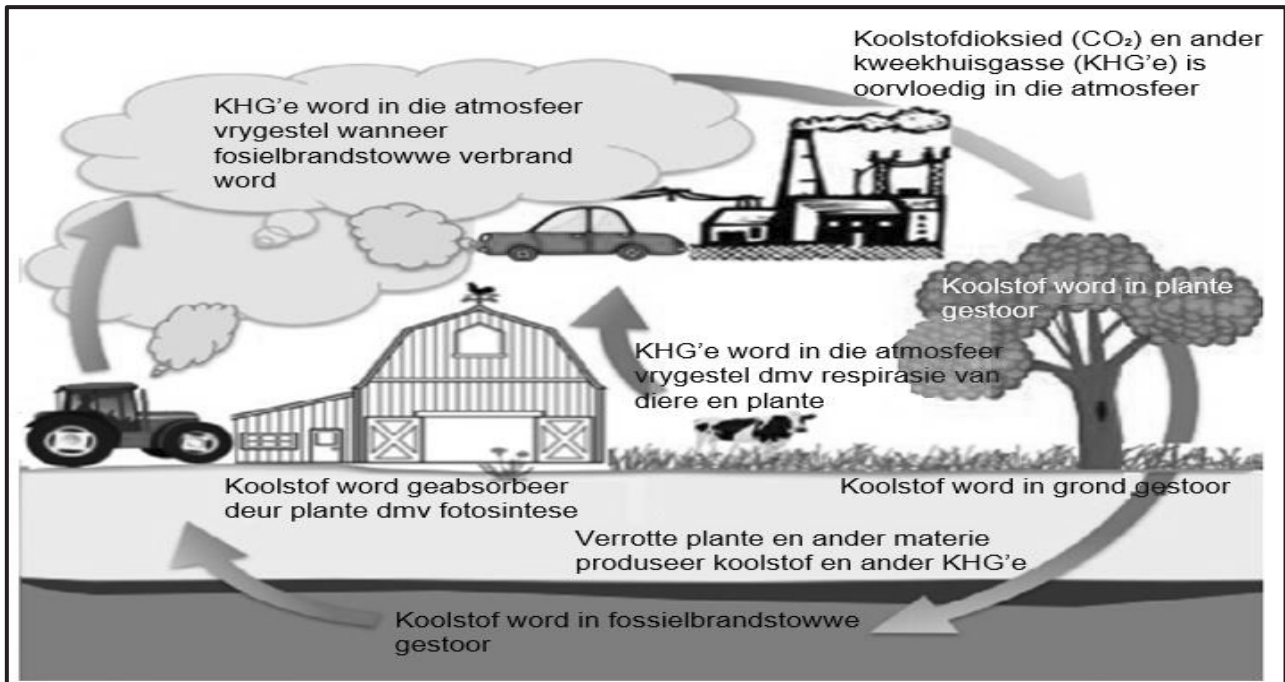 Koolstofdioksied (CO₂) en ander
kweekhuisgasse (KHG'e) is
oorvloedig in die atmosfeer
KHG'e word in die atmosfeer
vrygestel wanneer
fosielbrandstowwe verbrand
word
Koolstof word in plante
gestoor
KHG'e word in die atmosfeer
vrygestel dmv respirasie van
diere en plante
Koolstof word geabsorbeer
deur plante dmv fotosintese
Koolstof word in grond gestoor
Verrotte plante en ander materie
produseer koolstof en ander KHG'e
Koolstof word in fossielbrandstowwe
gestoor